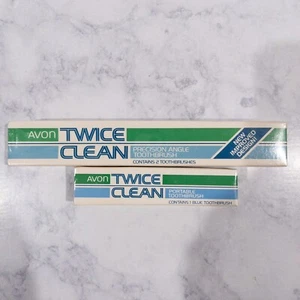 AVON TWICE
CLEAN PRECISION ANGLE
TOOTHBRUSH
CONTAINS 2 TOOTHBRUSHES
NEW
IMPROVED
DESIGN!
AVON TWICE
CLEAN PORTABLE
TOOTHBRUSH
CONTAINS 1 BLUE TOOTHBRUSH